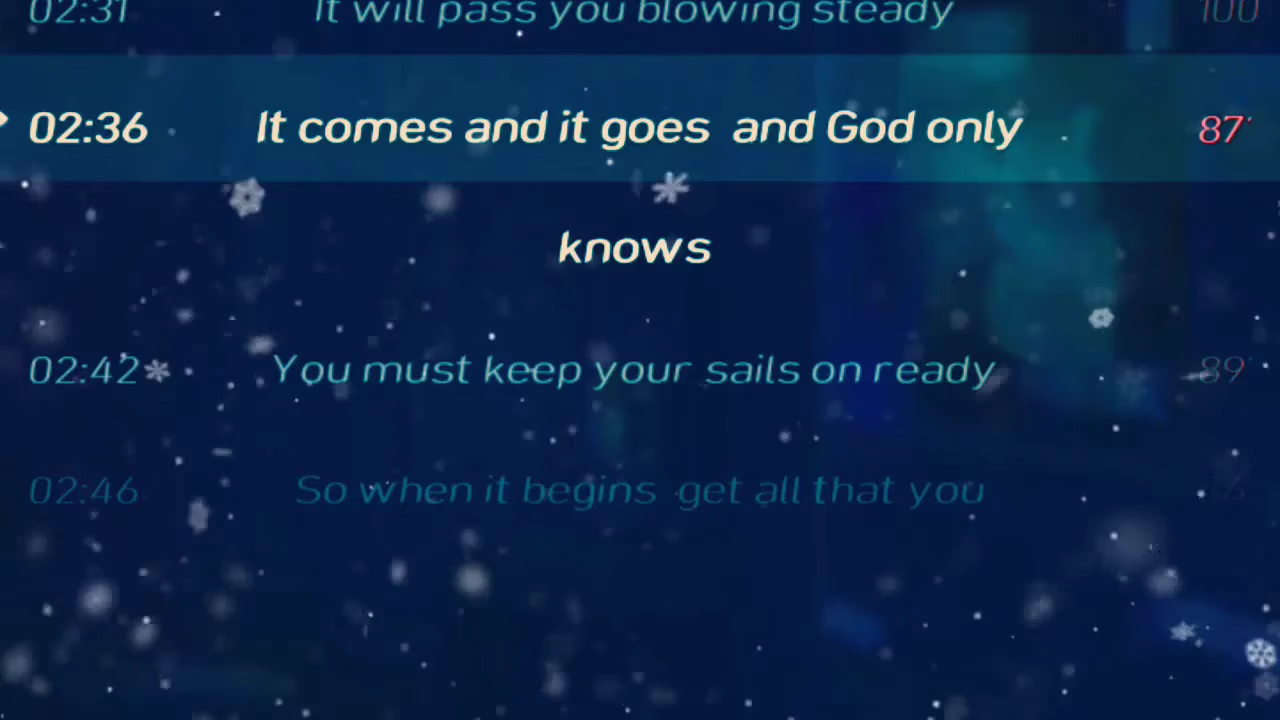 02:31 It will pass you blowing steady 100
02:36 It comes and it goes and God only 87
knows
02:42 You must keep your sails on ready 89
02:46 So when it begins get all that you